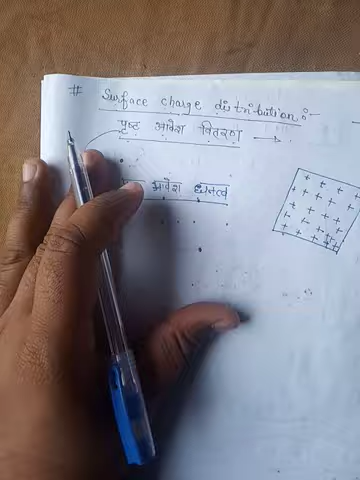 # Surface charge distribution :-
पृष्ट आवेश वितरण →
आवेश घनत्व